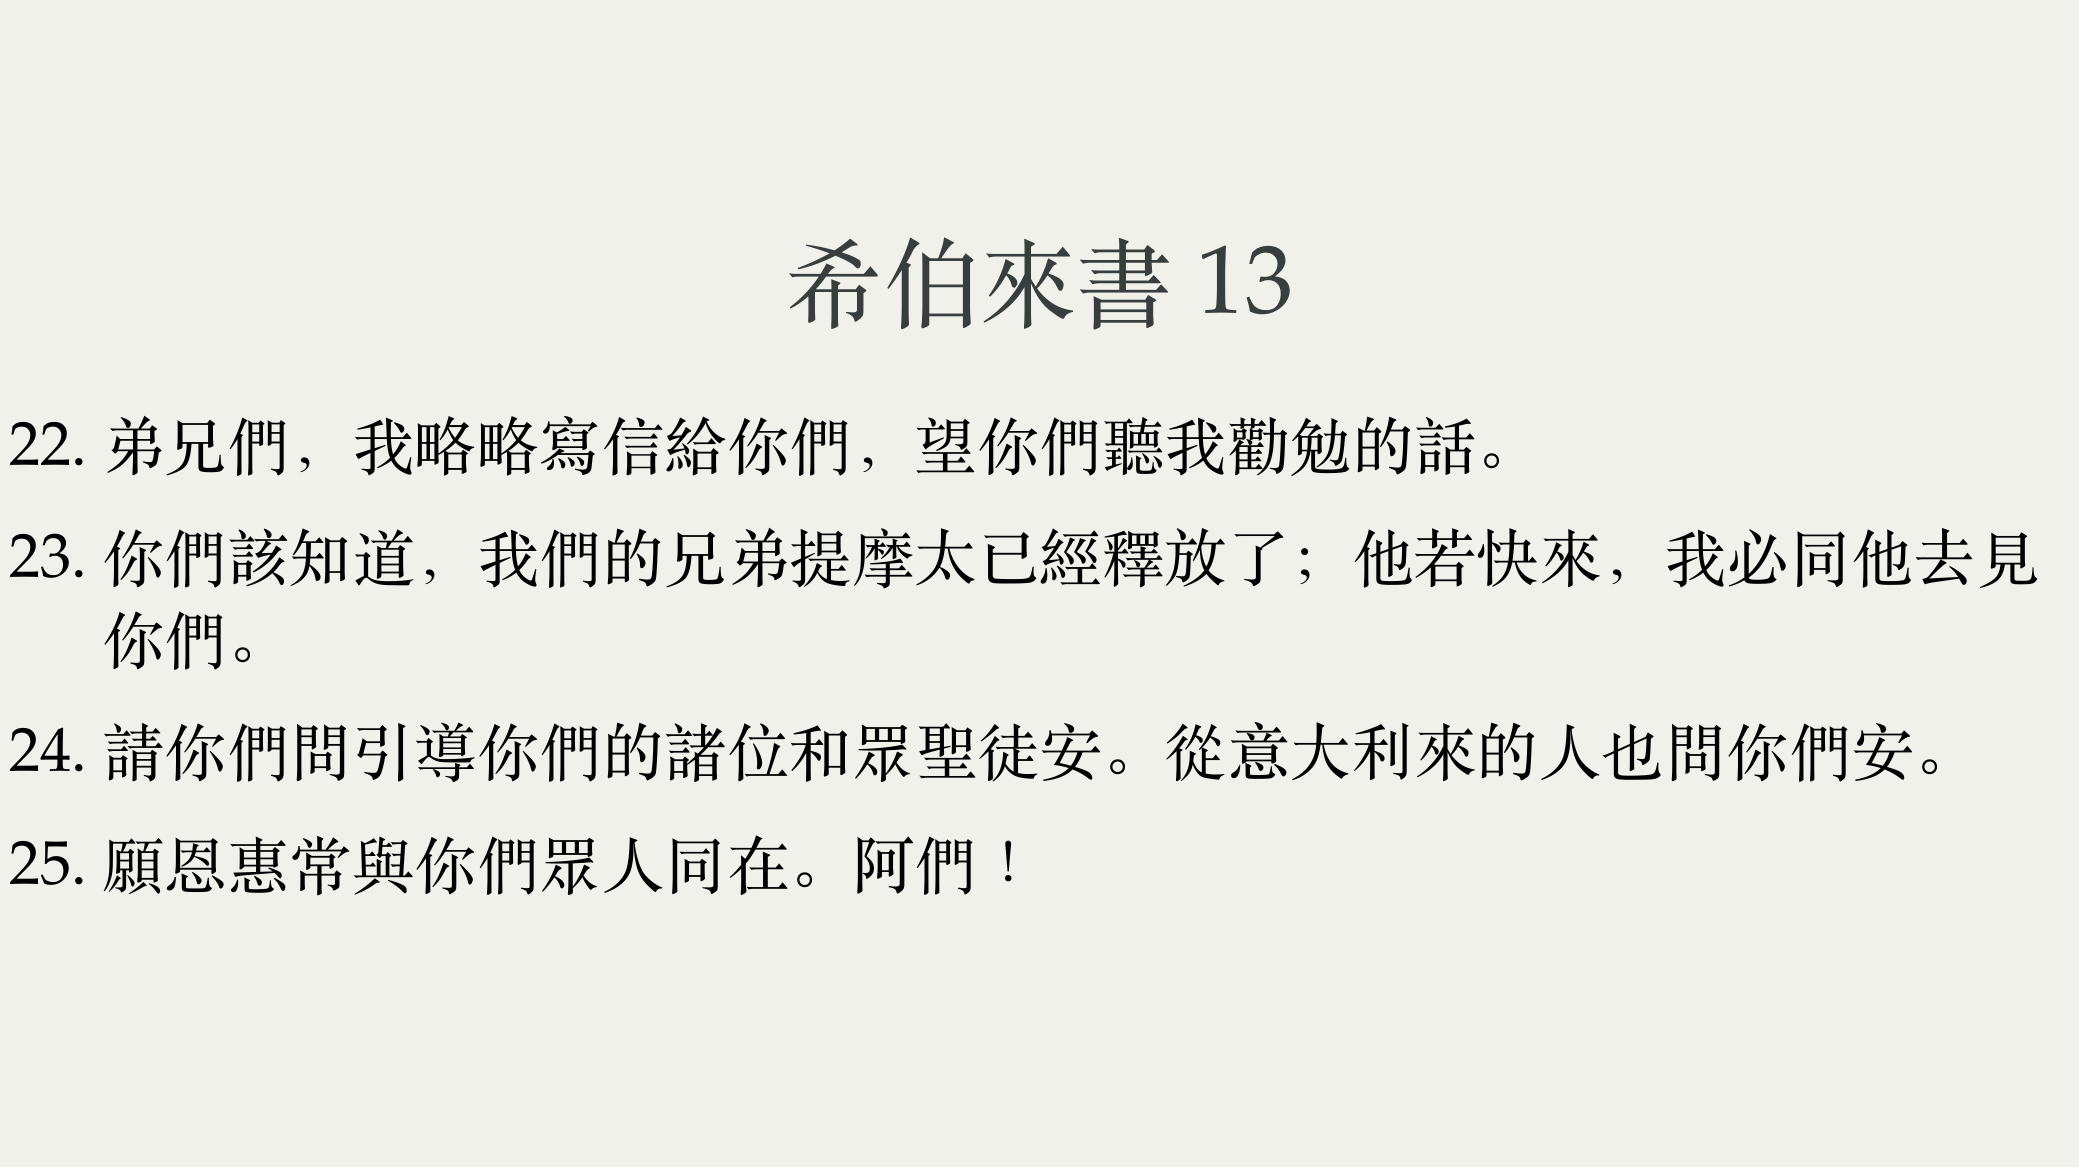 希伯來書 13
22. 弟兄們，我略略寫信給你們，望你們聽我勸勉的話。
23. 你們該知道，我們的兄弟提摩太已經釋放了；他若快來，我必同他去見
你們。
24. 請你們問引導你們的諸位和眾聖徒安。從意大利來的人也問你們安。
25. 願恩惠常與你們眾人同在。阿們！